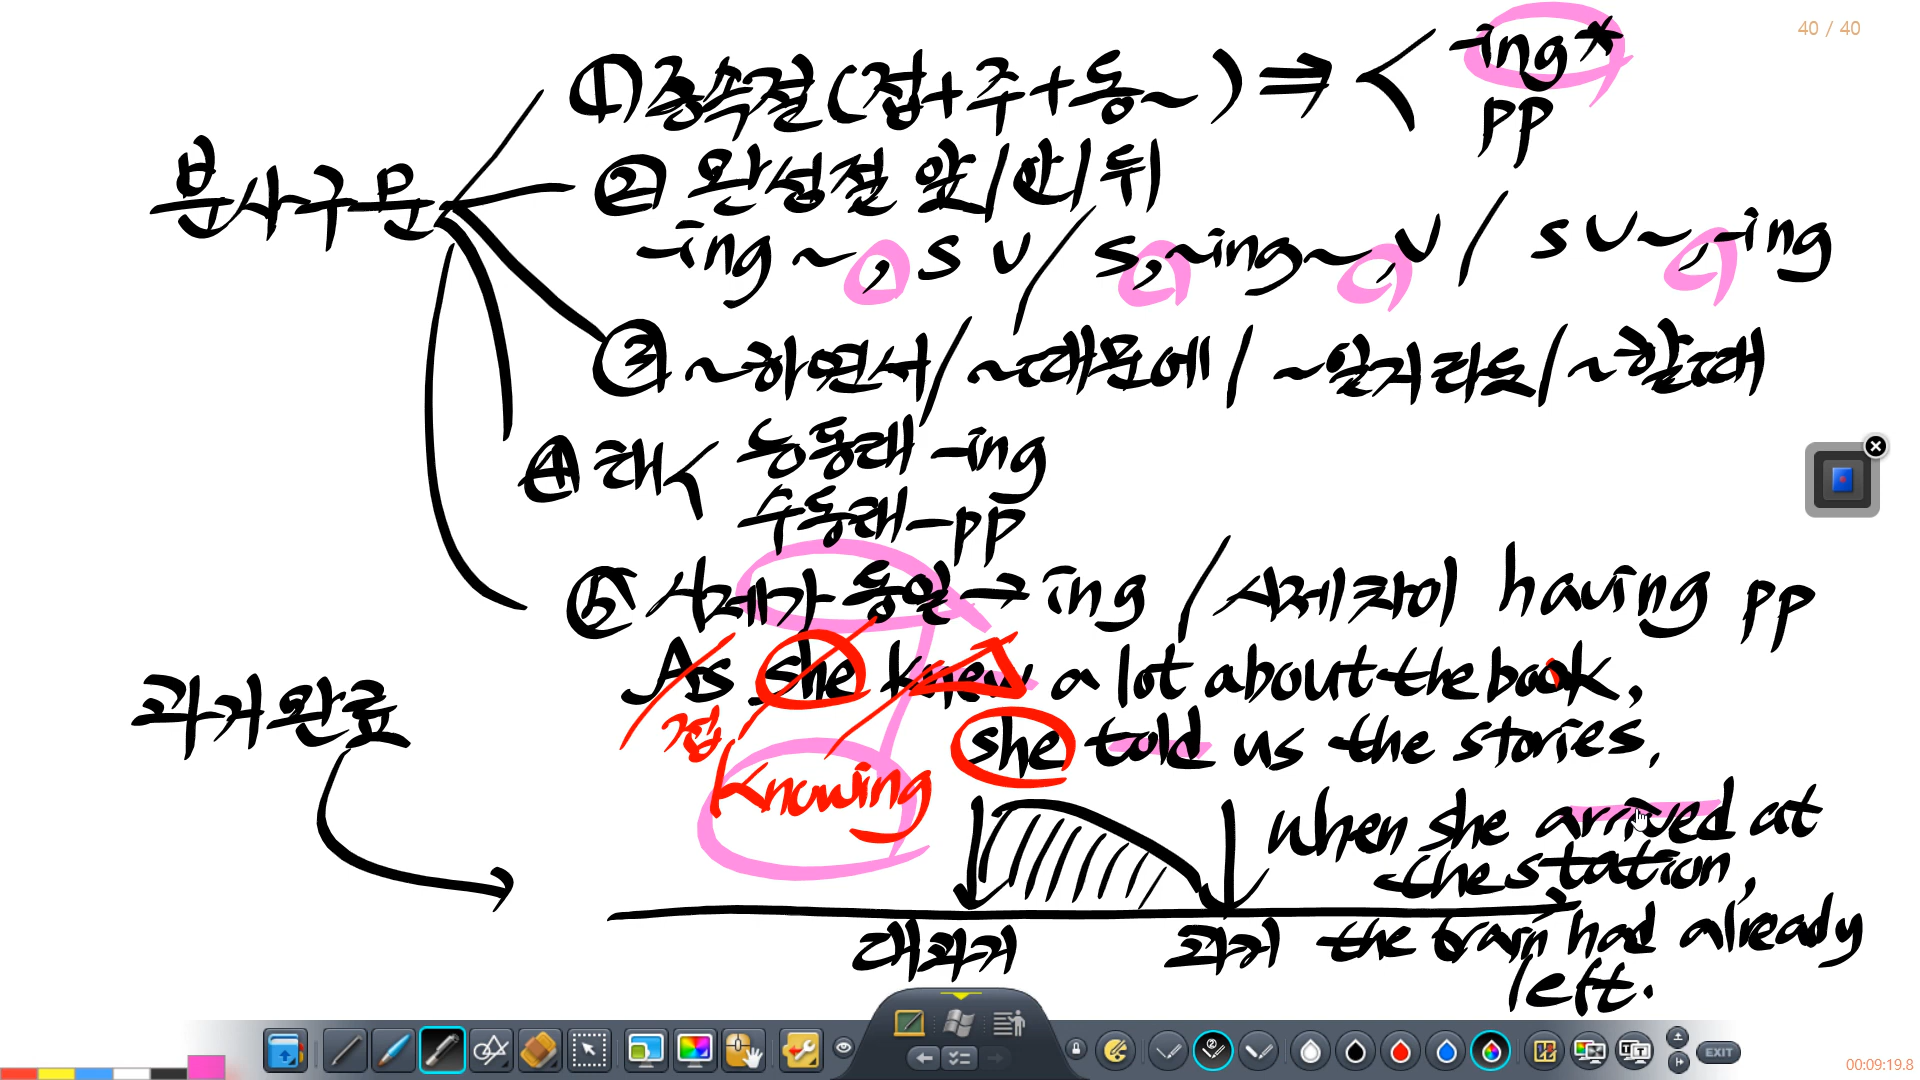 40 / 40
① 종속절(접+주+동~) ⇒ < -ing*
pp
분사구문
② 완성절 앞/안/뒤
-ing ~, s v / s, ~ing~, v / s v ~, -ing
③ ~하면서/~때문에/~일지라도/~할때
④ 태 < 능동태 -ing
수동태 - pp
⑤ 시제가 동일 → ing / 시제차이 having pp
As she knew a lot about the book,
접
she told us the stories.
knowing
과거완료
when she arrived at
the station,
the train had already
left.
대과거
과거
EXIT
00:09:19.8